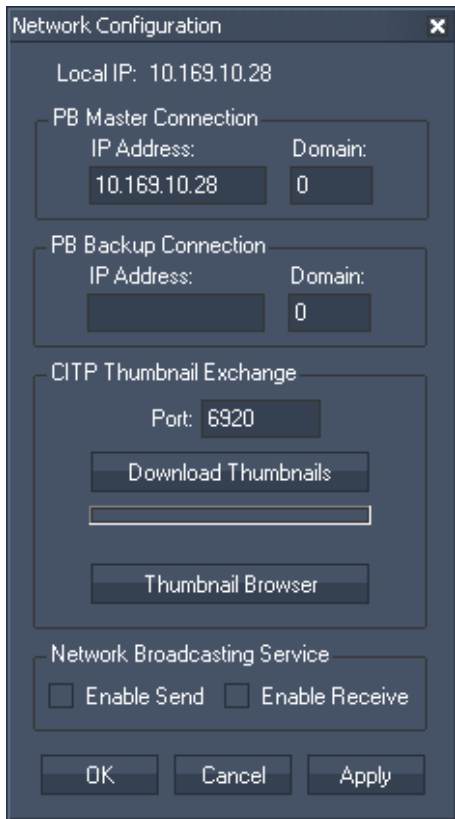 Network Configuration
Local IP: 10.169.10.28
PB Master Connection
IP Address: Domain:
10.169.10.28 0
PB Backup Connection
IP Address: Domain:
0
CITP Thumbnail Exchange
Port: 6920
Download Thumbnails
Thumbnail Browser
Network Broadcasting Service
Enable Send Enable Receive
OK Cancel Apply